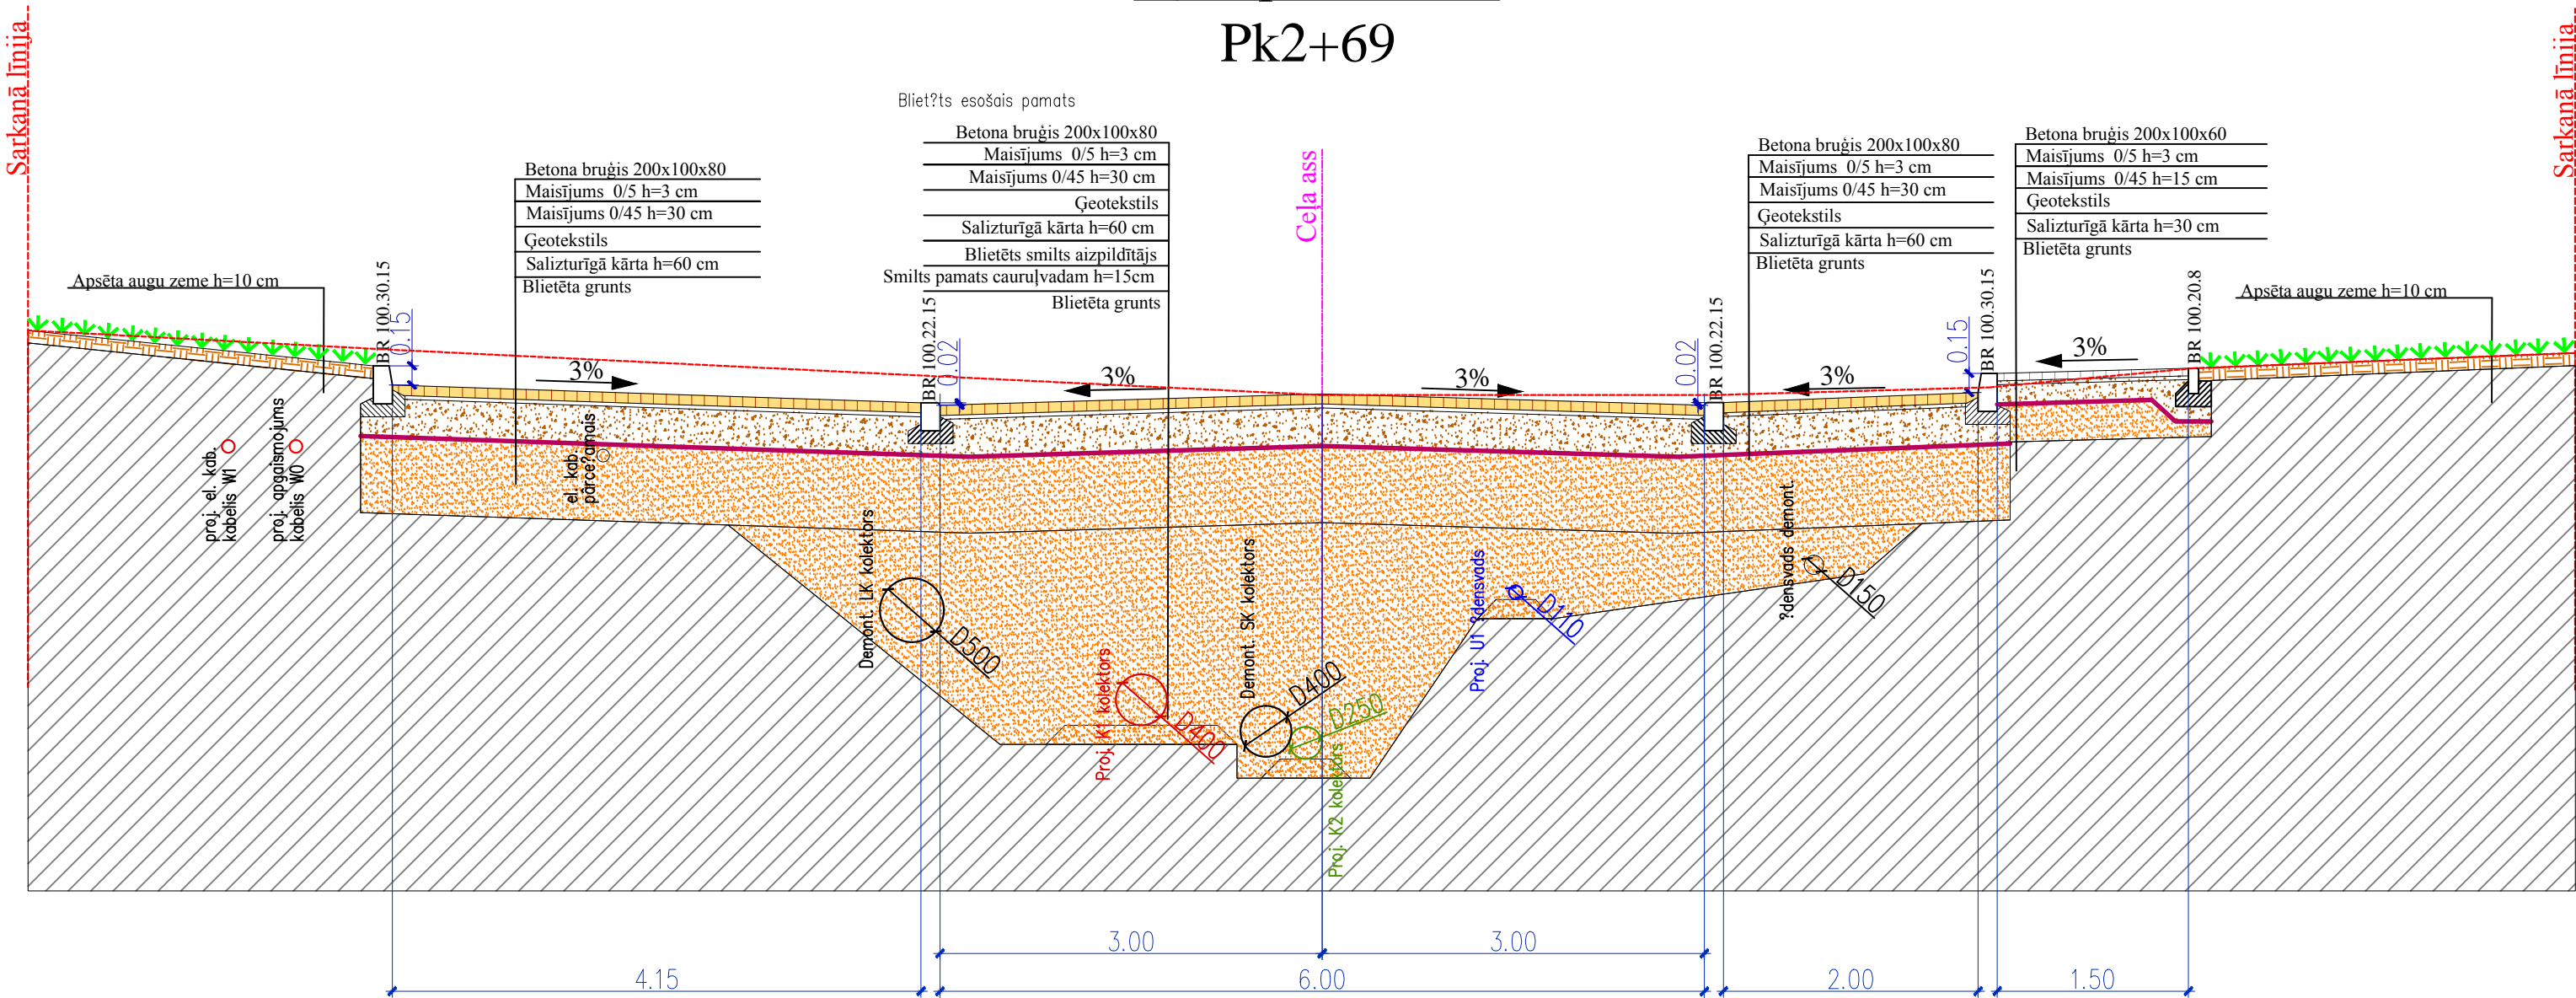 Pk2+69
Sarkanā līnija
Sarkanā līnija
Bliet?ts esošais pamats
Betona bruģis 200x100x80
Maisījums 0/5 h=3 cm
Maisījums 0/45 h=30 cm
Ģeotekstils
Salizturīgā kārta h=60 cm
Blietēta grunts
Betona bruģis 200x100x80
Maisījums 0/5 h=3 cm
Maisījums 0/45 h=30 cm
Ģeotekstils
Salizturīgā kārta h=60 cm
Blietēts smilts aizpildītājs
Smilts pamats cauruļvadam h=15cm
Blietēta grunts
Ceļa ass
Betona bruģis 200x100x80
Maisījums 0/5 h=3 cm
Maisījums 0/45 h=30 cm
Ģeotekstils
Salizturīgā kārta h=60 cm
Blietēta grunts
Betona bruģis 200x100x60
Maisījums 0/5 h=3 cm
Maisījums 0/45 h=15 cm
Ģeotekstils
Salizturīgā kārta h=30 cm
Blietēta grunts
Apsēta augu zeme h=10 cm
Apsēta augu zeme h=10 cm
BR 100.30.15
0.15
BR 100.22.15
0.02
0.02
BR 100.22.15
0.15
BR 100.30.15
BR 100.20.8
3%
3%
3%
3%
3%
proj. el. kab.
kabelis W1
proj. apgaismojums
kabelis W0
el. kab.
pārce?amais
Demont. LK kolektors
D500
Proj. K1 kolektors
D400
Demont. SK kolektors
D400
D250
Proj. K2 kolektors
Proj. U1 ?densvads
D110
?densvads demont.
D150
3.00
3.00
4.15
6.00
2.00
1.50